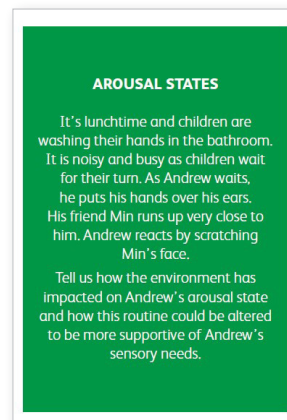 AROUSAL STATES
It's lunchtime and children are
washing their hands in the bathroom.
It is noisy and busy as children wait
for their turn. As Andrew waits,
he puts his hands over his ears.
His friend Min runs up very close to
him. Andrew reacts by scratching
Min's face.
Tell us how the environment has
impacted on Andrew's arousal state
and how this routine could be altered
to be more supportive of Andrew's
sensory needs.